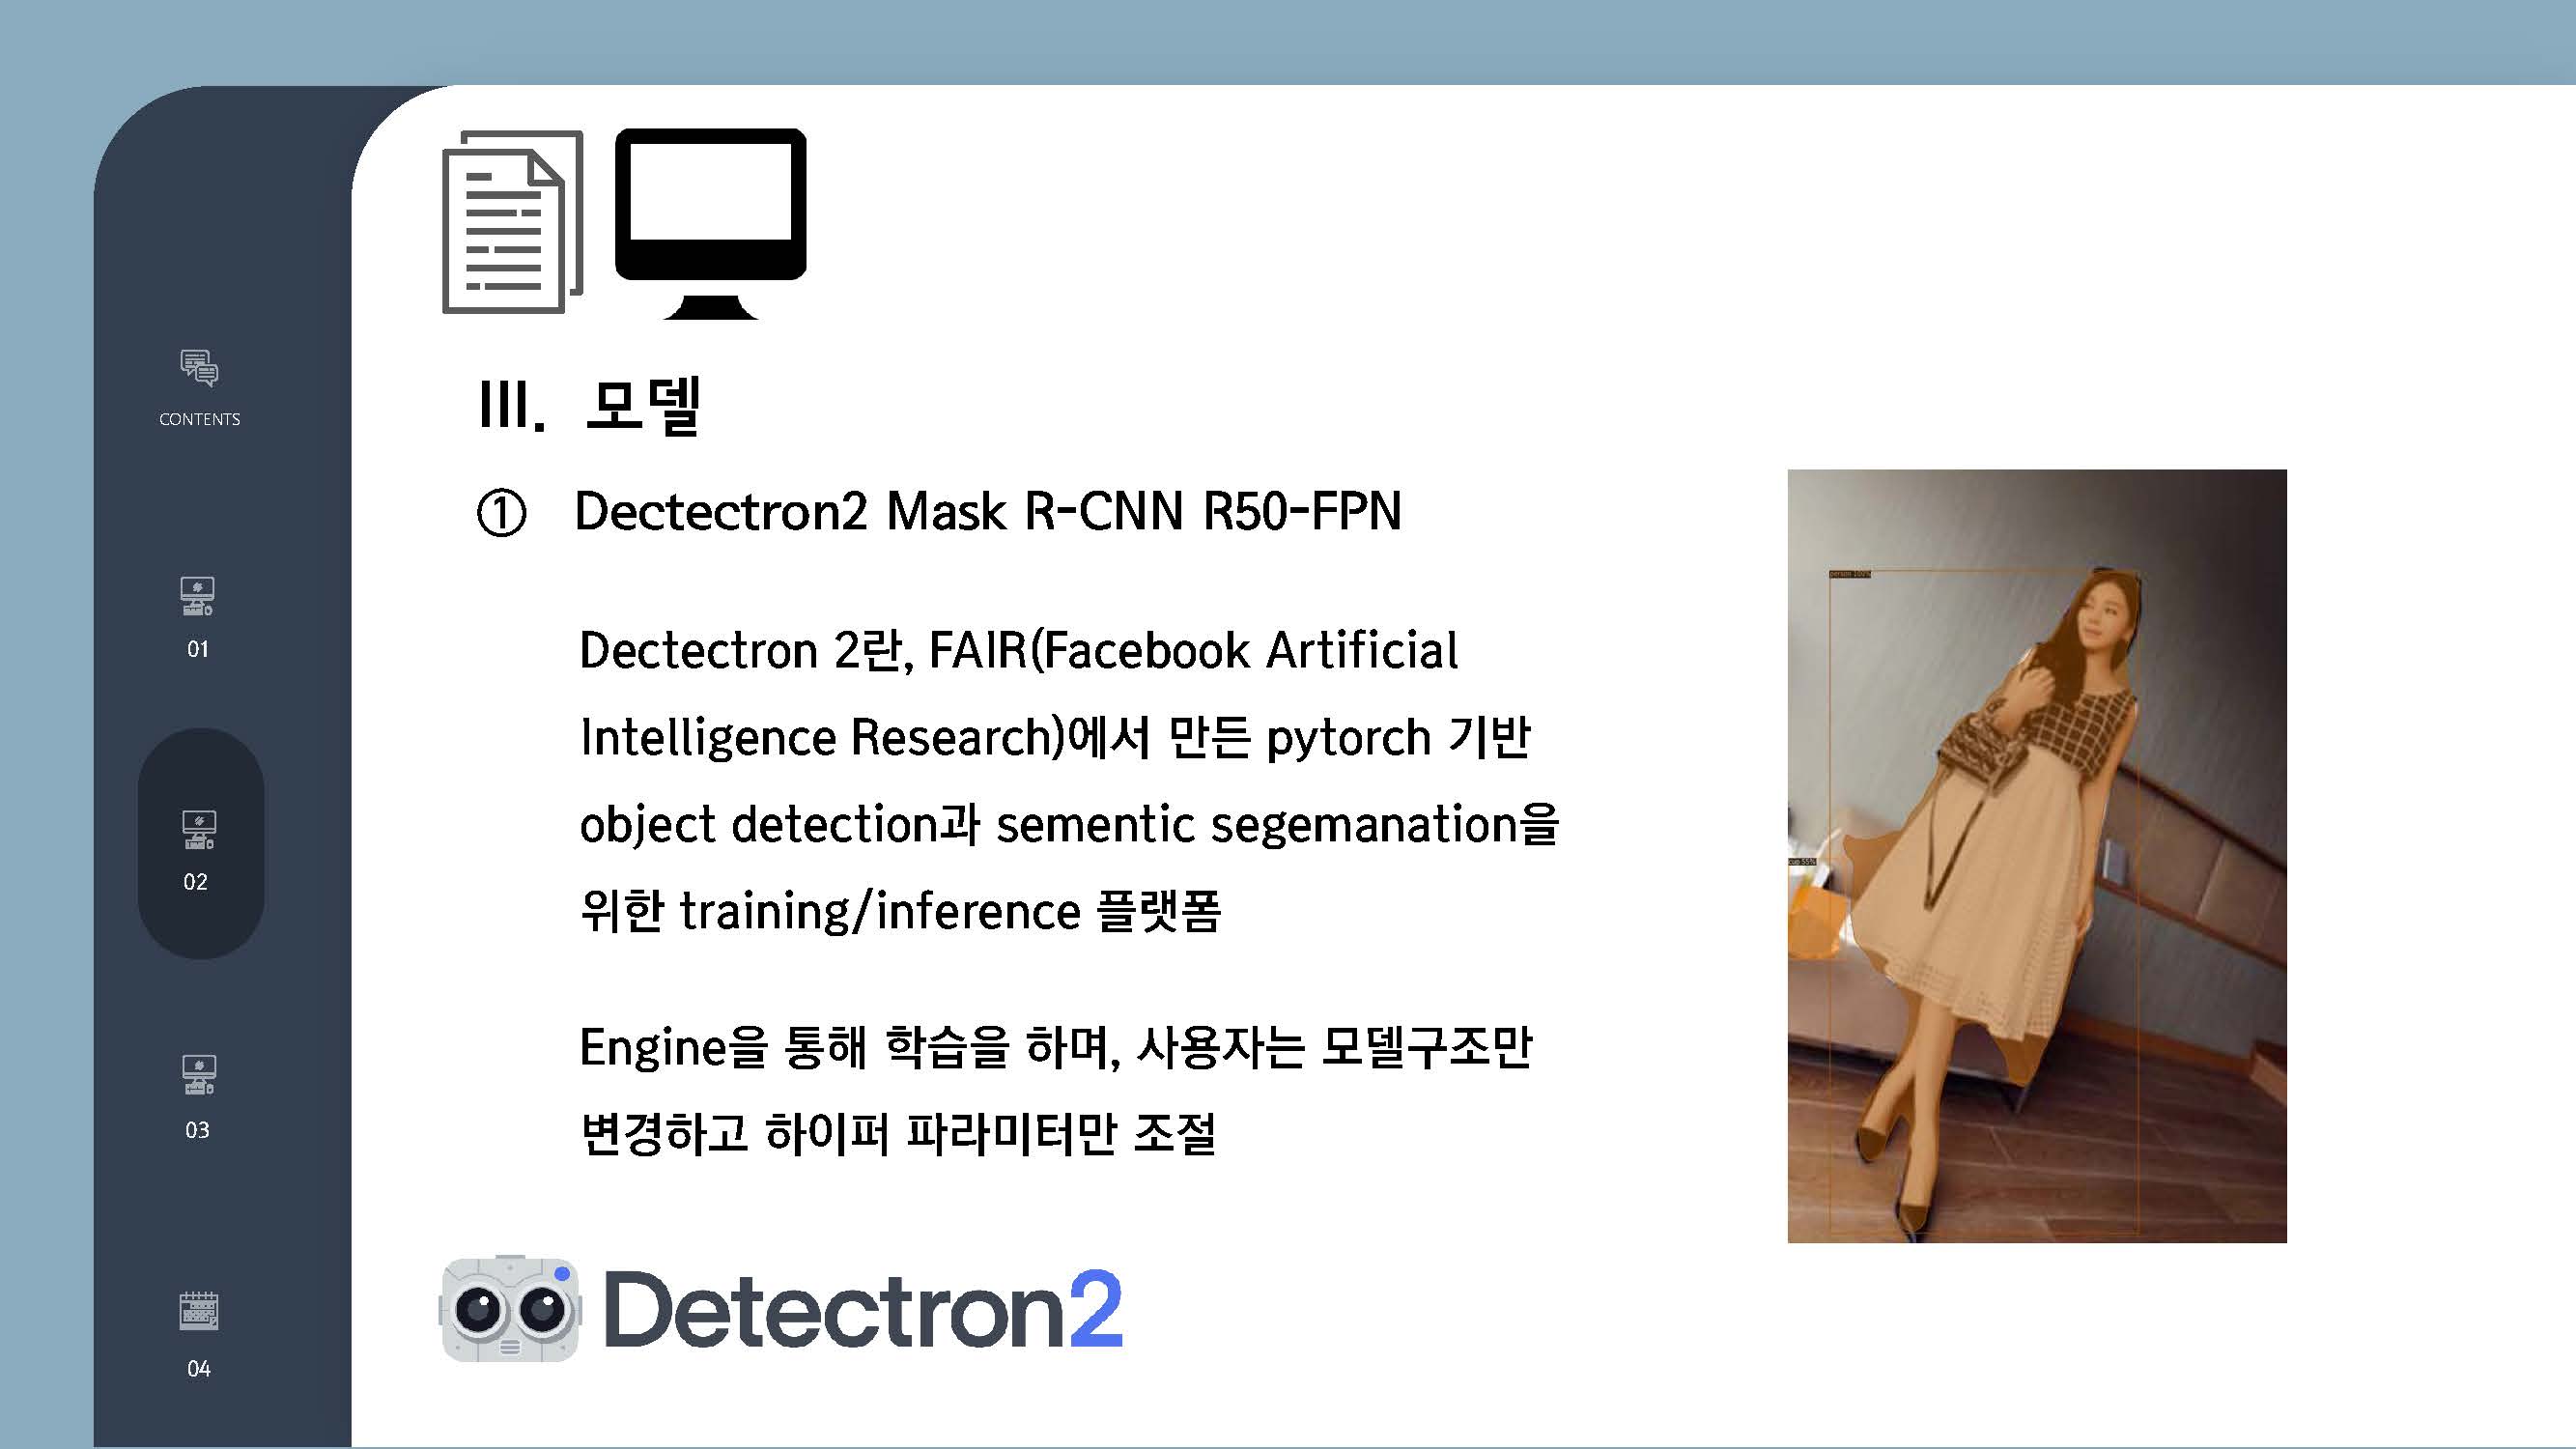 CONTENTS
01
02
03
04
III. 모델
① Dectectron2 Mask R-CNN R50-FPN
Dectectron 2란, FAIR(Facebook Artificial
Intelligence Research)에서 만든 pytorch 기반
object detection과 sementic segemanation을
위한 training/inference 플랫폼
Engine을 통해 학습을 하며, 사용자는 모델구조만
변경하고 하이퍼 파라미터만 조절
person 100%
cup 55%
Detectron2